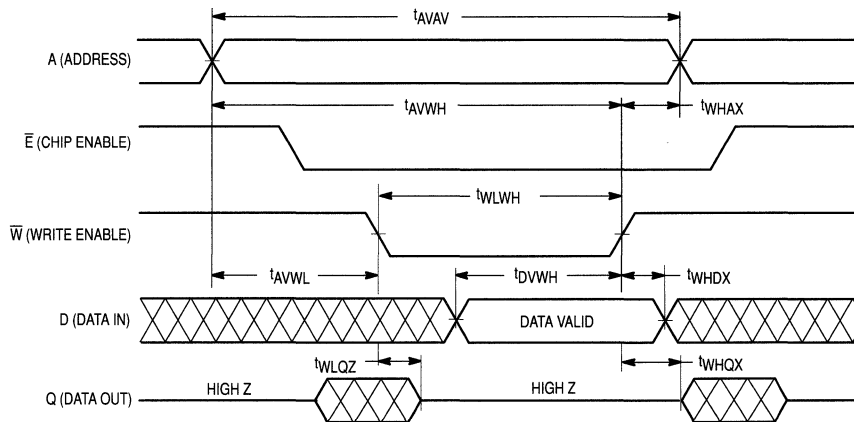 tAVAV
A (ADDRESS)
tAVWH
tWHAX
E̅ (CHIP ENABLE)
tWLWH
W̅ (WRITE ENABLE)
tAVWL
tDVWH
tWHDX
D (DATA IN)
DATA VALID
tWLQZ
tWHQX
Q (DATA OUT)
HIGH Z
HIGH Z